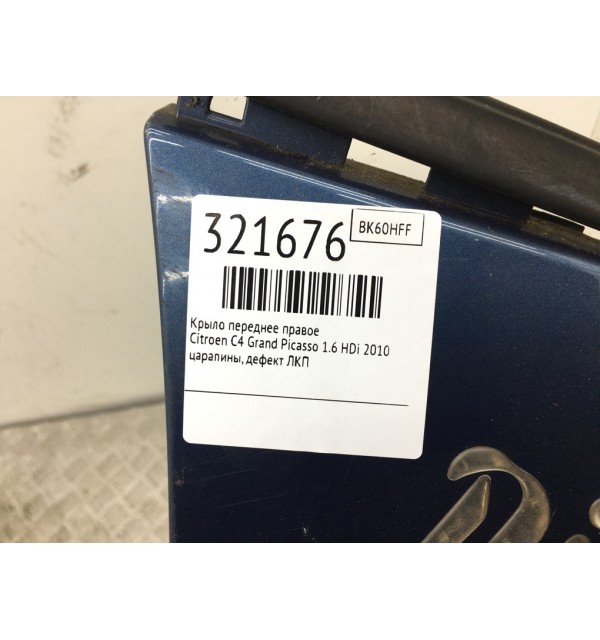 321676
BK60HFF
Крыло переднее правое
Citroen C4 Grand Picasso 1.6 HDi 2010
царапины, дефект ЛКП